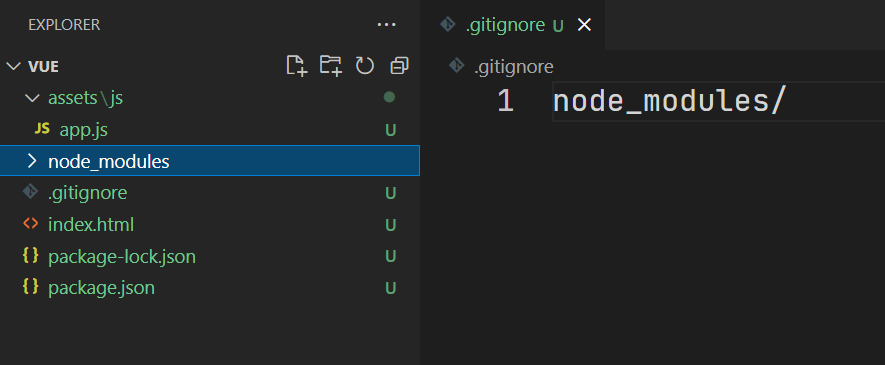 EXPLORER ···
VUE
assets\js
JS app.js U
node_modules
.gitignore U
index.html U
{} package-lock.json U
{} package.json U
.gitignore U
.gitignore
1 node_modules/